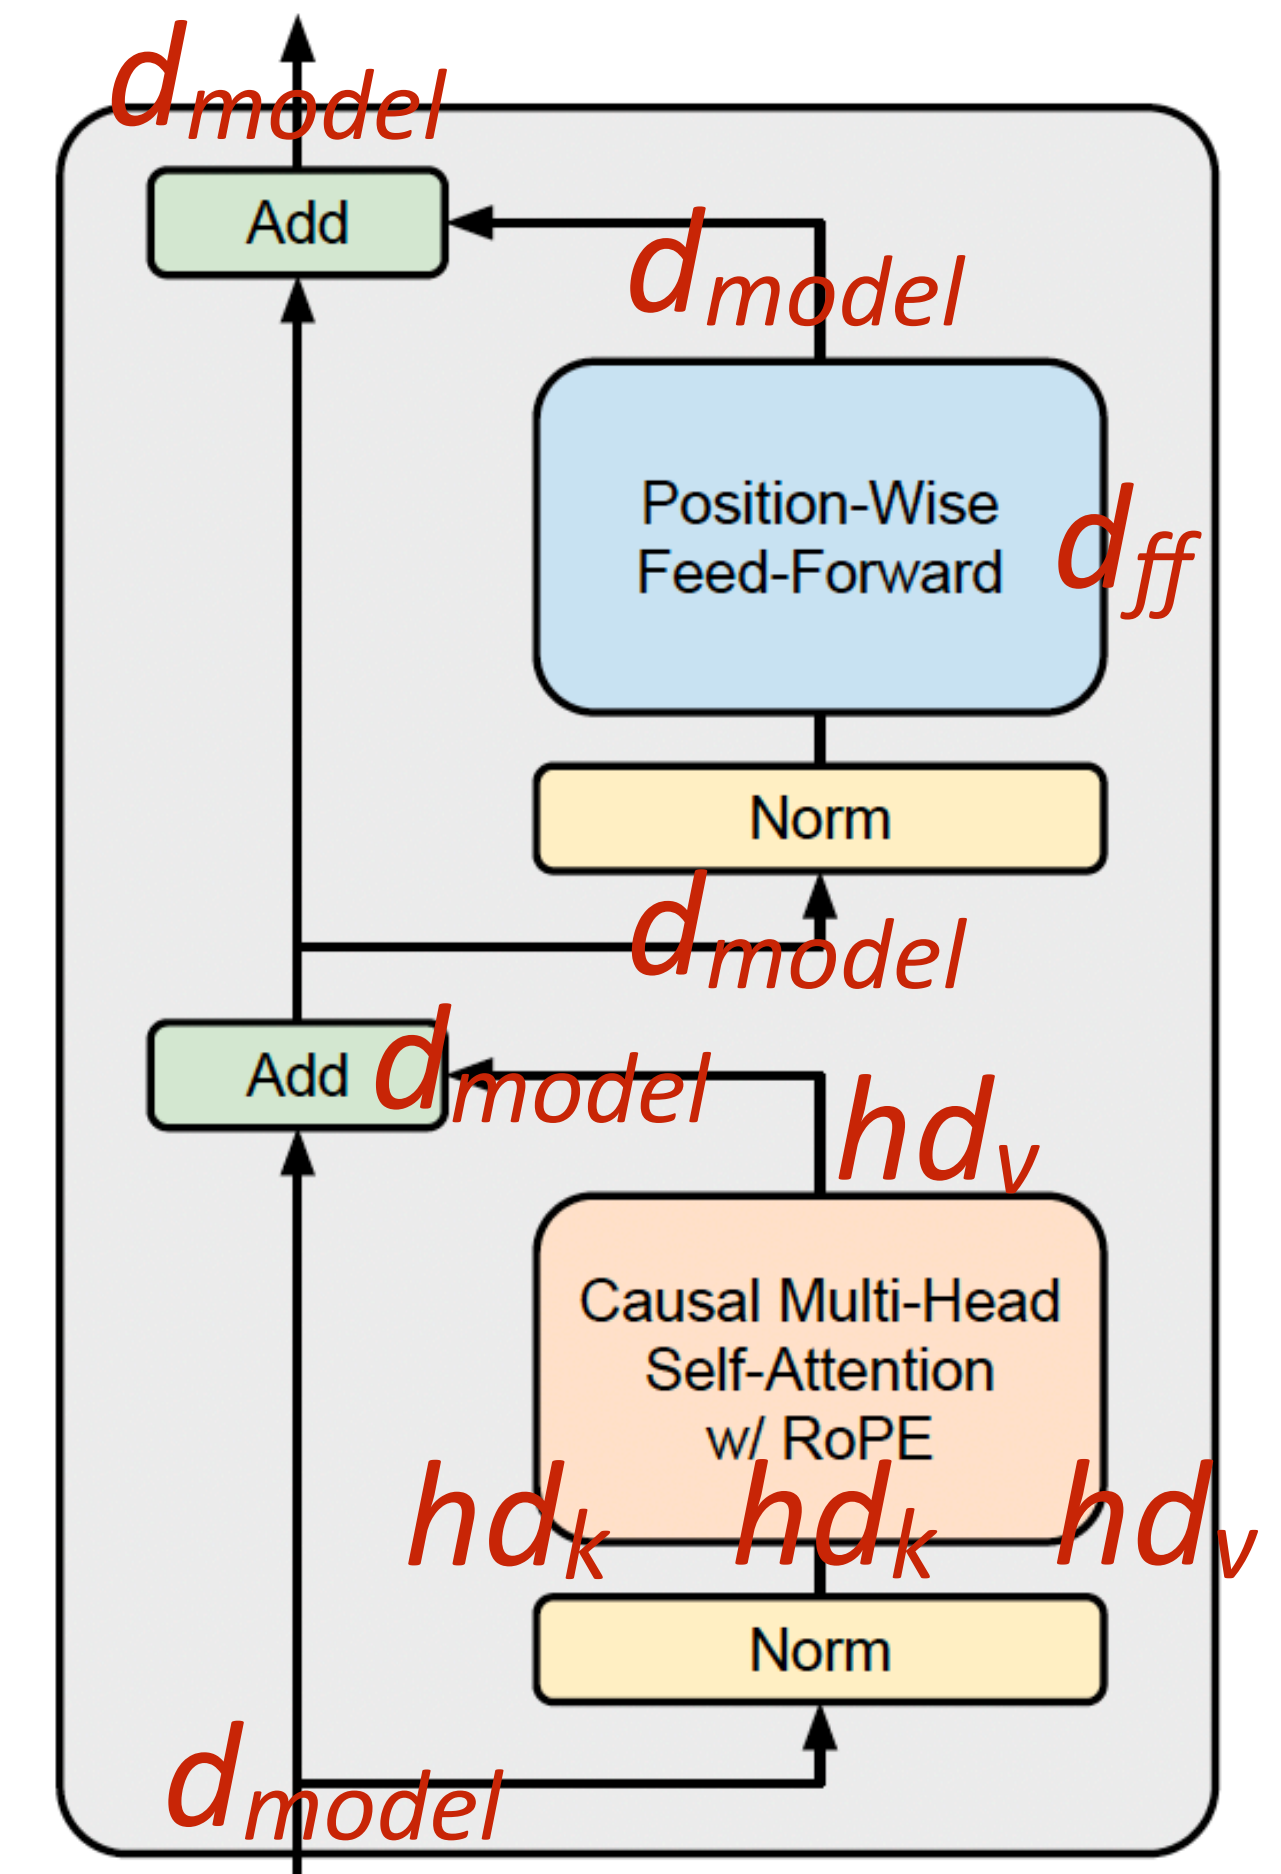 d_model
Add
d_model
Position-Wise
Feed-Forward
d_ff
Norm
d_model
Add
d_model
hd_v
Causal Multi-Head
Self-Attention
w/ RoPE
hd_k hd_k hd_v
Norm
d_model